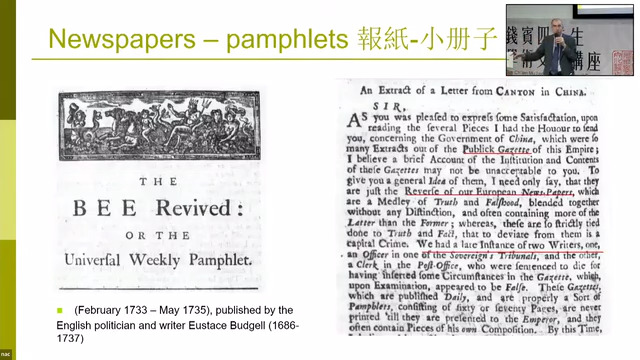 Newspapers – pamphlets 報紙-小册子
THE
BEE Revived:
OR THE
Universal Weekly Pamphlet.
(February 1733 – May 1735), published by the
English politician and writer Eustace Budgell (1686-
1737)
An Extract of a Letter from CANTON in CHINA.
SIR,
AS you was pleased to express some Satisfaction, upon
reading the several Pieces I had the Honour to send
you, concerning the Government of China, which were so
many Extracts out of the Publick Gazette of this Empire;
I believe a brief Account of the Institution and Contents
of these Gazettes may not be unacceptable to you. To
give you a general Idea of them, I need only say, that they
are just the Reverse of our European News-Papers, which
are a Medley of Truth and Falshood, blended together
without any Distinction, and often containing more of the
Latter than the Former; whereas, these are so strictly tied
done to Truth and Fact, that to deviate from them is a
capital Crime. We had a late Instance of two Writers, one,
an Officer in one of the Sovereign's Tribunals, and the other,
a Clerk in the Post-Office, who were sentenced to die for
having inserted some Circumstances in the Gazette, which,
upon Examination, appeared to be False. These Gazettes,
which are published Daily, and are properly a Sort of
Pamphlets, consisting of sixty or seventy Pages, are never
printed 'till they are presented to the Emperor, and they
often contain Pieces of his own Composition. By this Time,
錢賓四
生
講座
nac